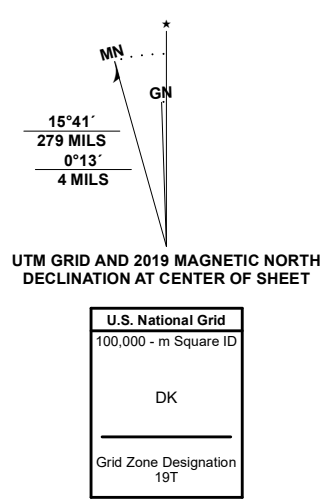 ★
MN
GN
15°41´
279 MILS
0°13´
4 MILS
UTM GRID AND 2019 MAGNETIC NORTH
DECLINATION AT CENTER OF SHEET
U.S. National Grid
100,000 - m Square ID
DK
Grid Zone Designation
19T